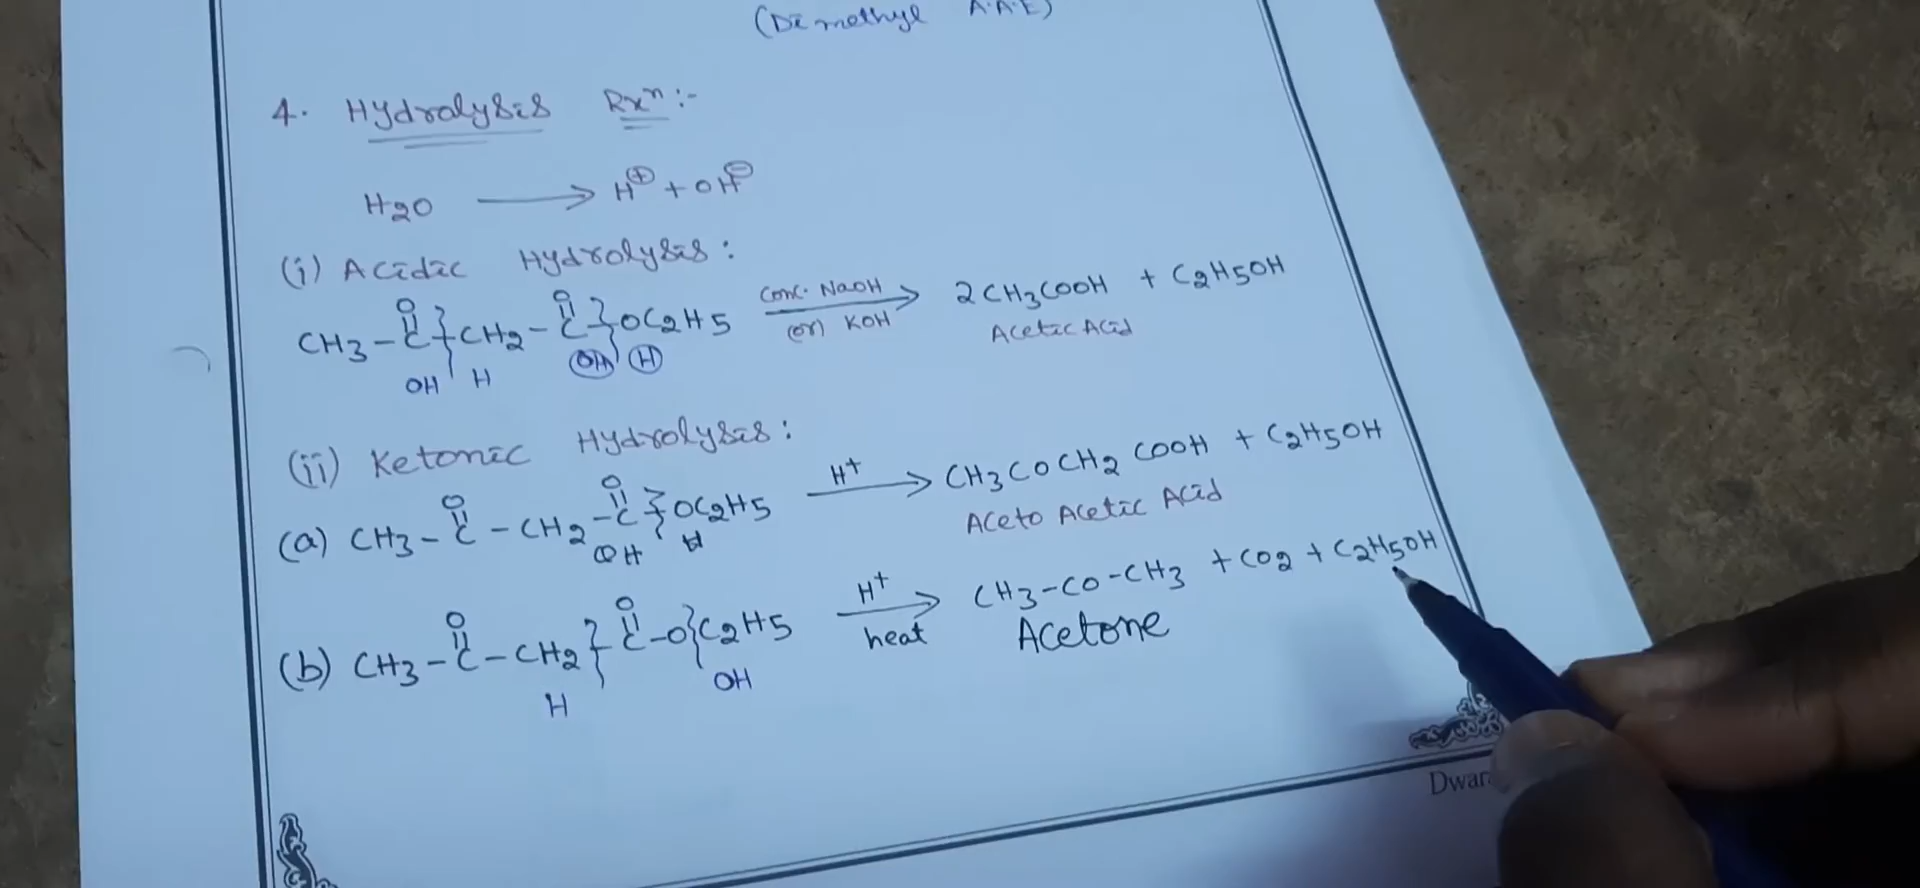 (Dimethyl A.A.E)
4. Hydrolysis Rxⁿ :-
H2O ⟶ H⊕ + OH⊖
(i) Acidic Hydrolysis :
O O
CH3 – C CH2 – C OC2H5 conc. NaOH (or) KOH ⟶ 2CH3COOH + C2H5OH
OH H OH H Acetic Acid
(ii) Ketonic Hydrolysis :
O O
(a) CH3 – C – CH2 – C OC2H5 H⁺ ⟶ CH3COCH2COOH + C2H5OH
OH H Aceto Acetic Acid
O O
(b) CH3 – C – CH2 C – O C2H5 H⁺ heat ⟶ CH3–CO–CH3 + CO2 + C2H5OH
H OH Acetone
Dwar